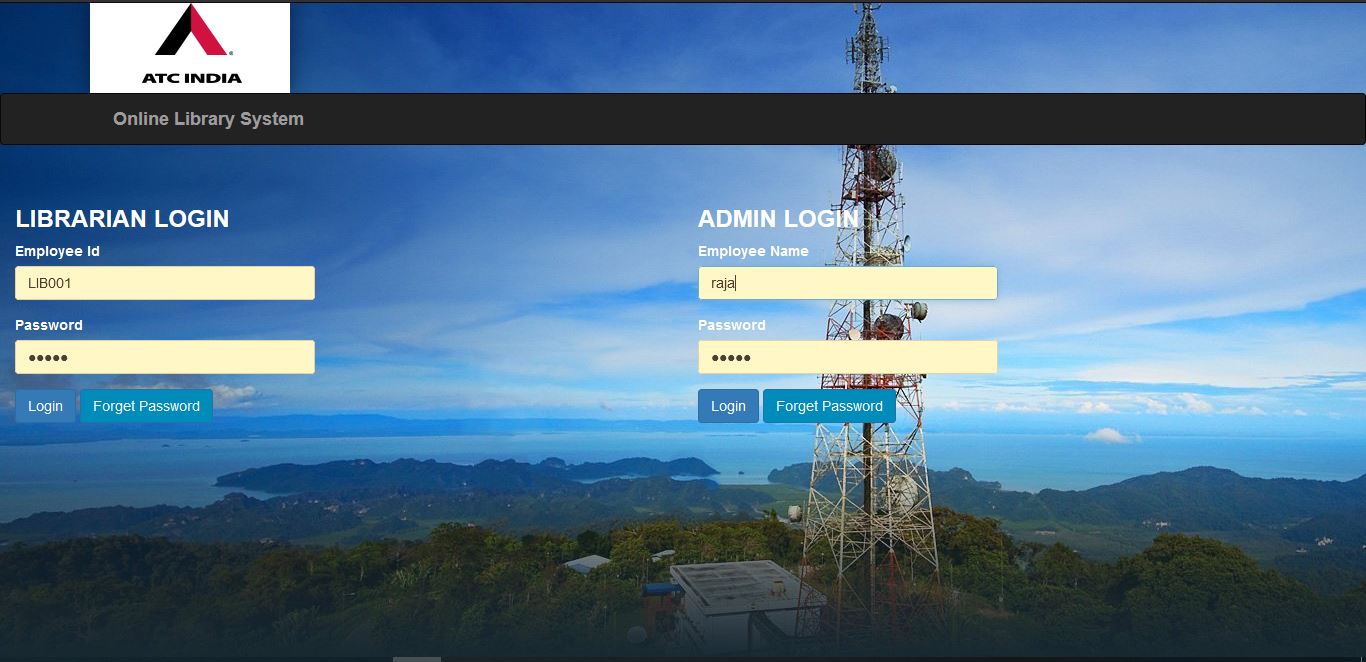 ATC INDIA
Online Library System
LIBRARIAN LOGIN
Employee Id
LIB001
Password
•••••
Login Forget Password
ADMIN LOGIN
Employee Name
raja
Password
•••••
Login Forget Password